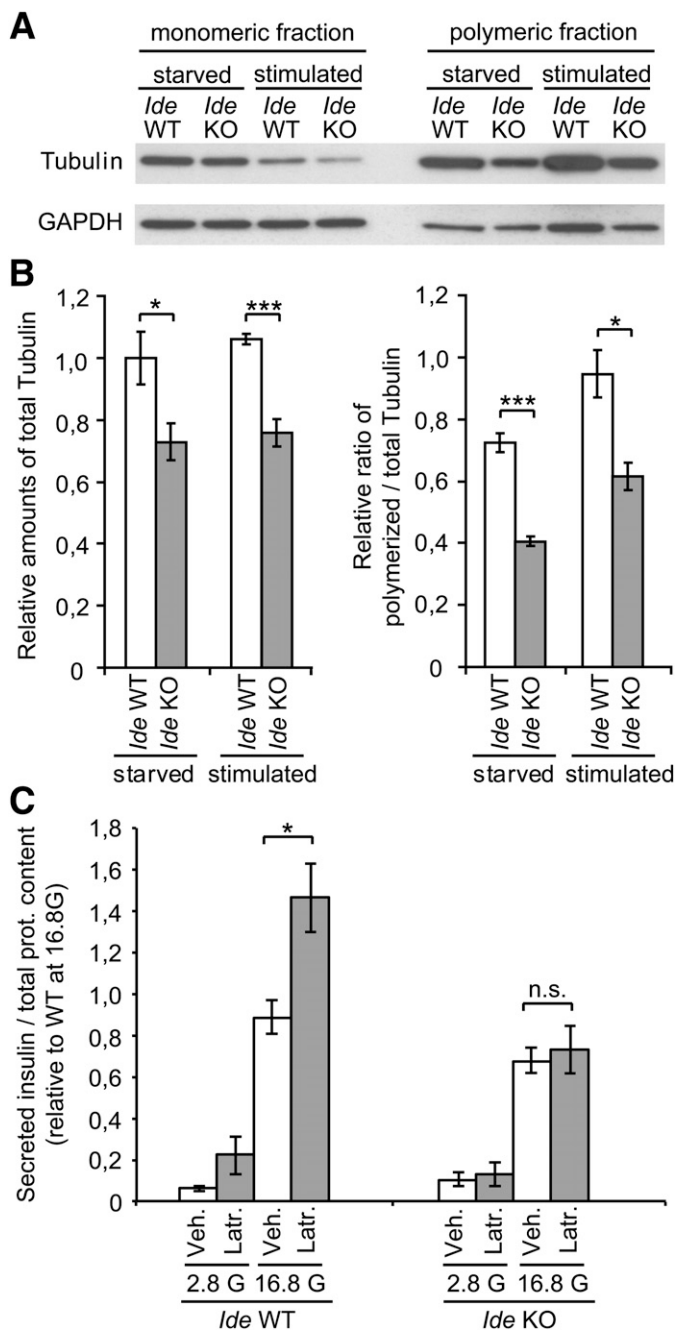 A
monomeric fraction polymeric fraction
starved stimulated starved stimulated
Ide Ide Ide Ide Ide Ide Ide Ide
WT KO WT KO WT KO WT KO
Tubulin
GAPDH
B
Relative amounts of total Tubulin
1,2
1,0
0,8
0,6
0,4
0,2
0
* ***
Ide WT Ide KO Ide WT Ide KO
starved stimulated
Relative ratio of
polymerized / total Tubulin
1,2
1,0
0,8
0,6
0,4
0,2
0
*** *
Ide WT Ide KO Ide WT Ide KO
starved stimulated
C
Secreted insulin / total prot. content
(relative to WT at 16.8G)
1,8
1,6
1,4
1,2
1,0
0,8
0,6
0,4
0,2
0
* n.s.
Veh. Latr. Veh. Latr. Veh. Latr. Veh. Latr.
2.8 G 16.8 G 2.8 G 16.8 G
Ide WT Ide KO